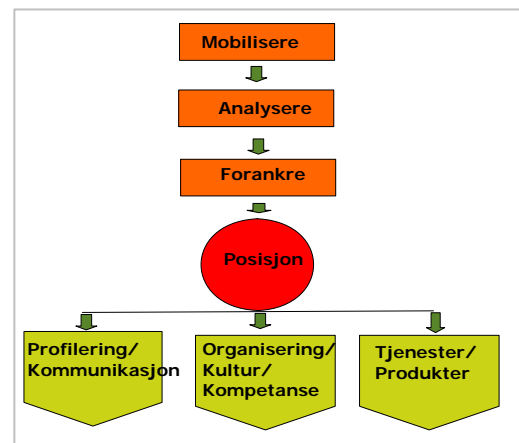 Mobilisere
Analysere
Forankre
Posisjon
Profilering/
Kommunikasjon
Organisering/
Kultur/
Kompetanse
Tjenester/
Produkter